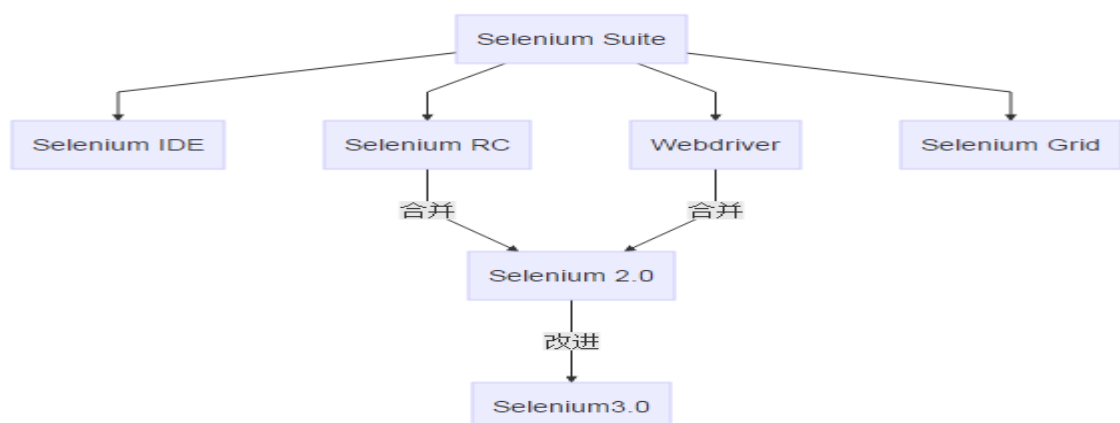 Selenium Suite
Selenium IDE
Selenium RC
Webdriver
Selenium Grid
合并
合并
Selenium 2.0
改进
Selenium3.0